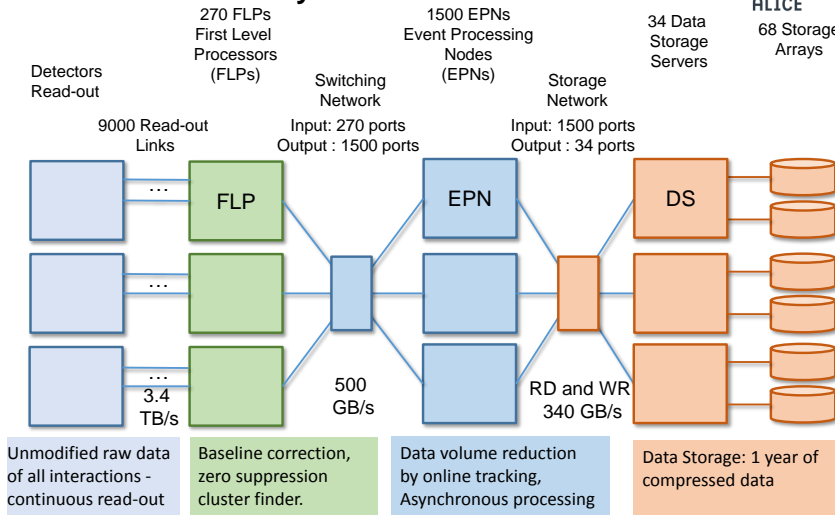 ALICE
270 FLPs
First Level
Processors
(FLPs)
1500 EPNs
Event Processing
Nodes
(EPNs)
34 Data
Storage
Servers
68 Storage
Arrays
Detectors
Read-out
Switching
Network
Storage
Network
9000 Read-out
Links
Input: 270 ports
Output : 1500 ports
Input: 1500 ports
Output : 34 ports
...
FLP
EPN
DS
...
...
3.4
TB/s
500
GB/s
RD and WR
340 GB/s
Unmodified raw data
of all interactions -
continuous read-out
Baseline correction,
zero suppression
cluster finder.
Data volume reduction
by online tracking,
Asynchronous processing
Data Storage: 1 year of
compressed data